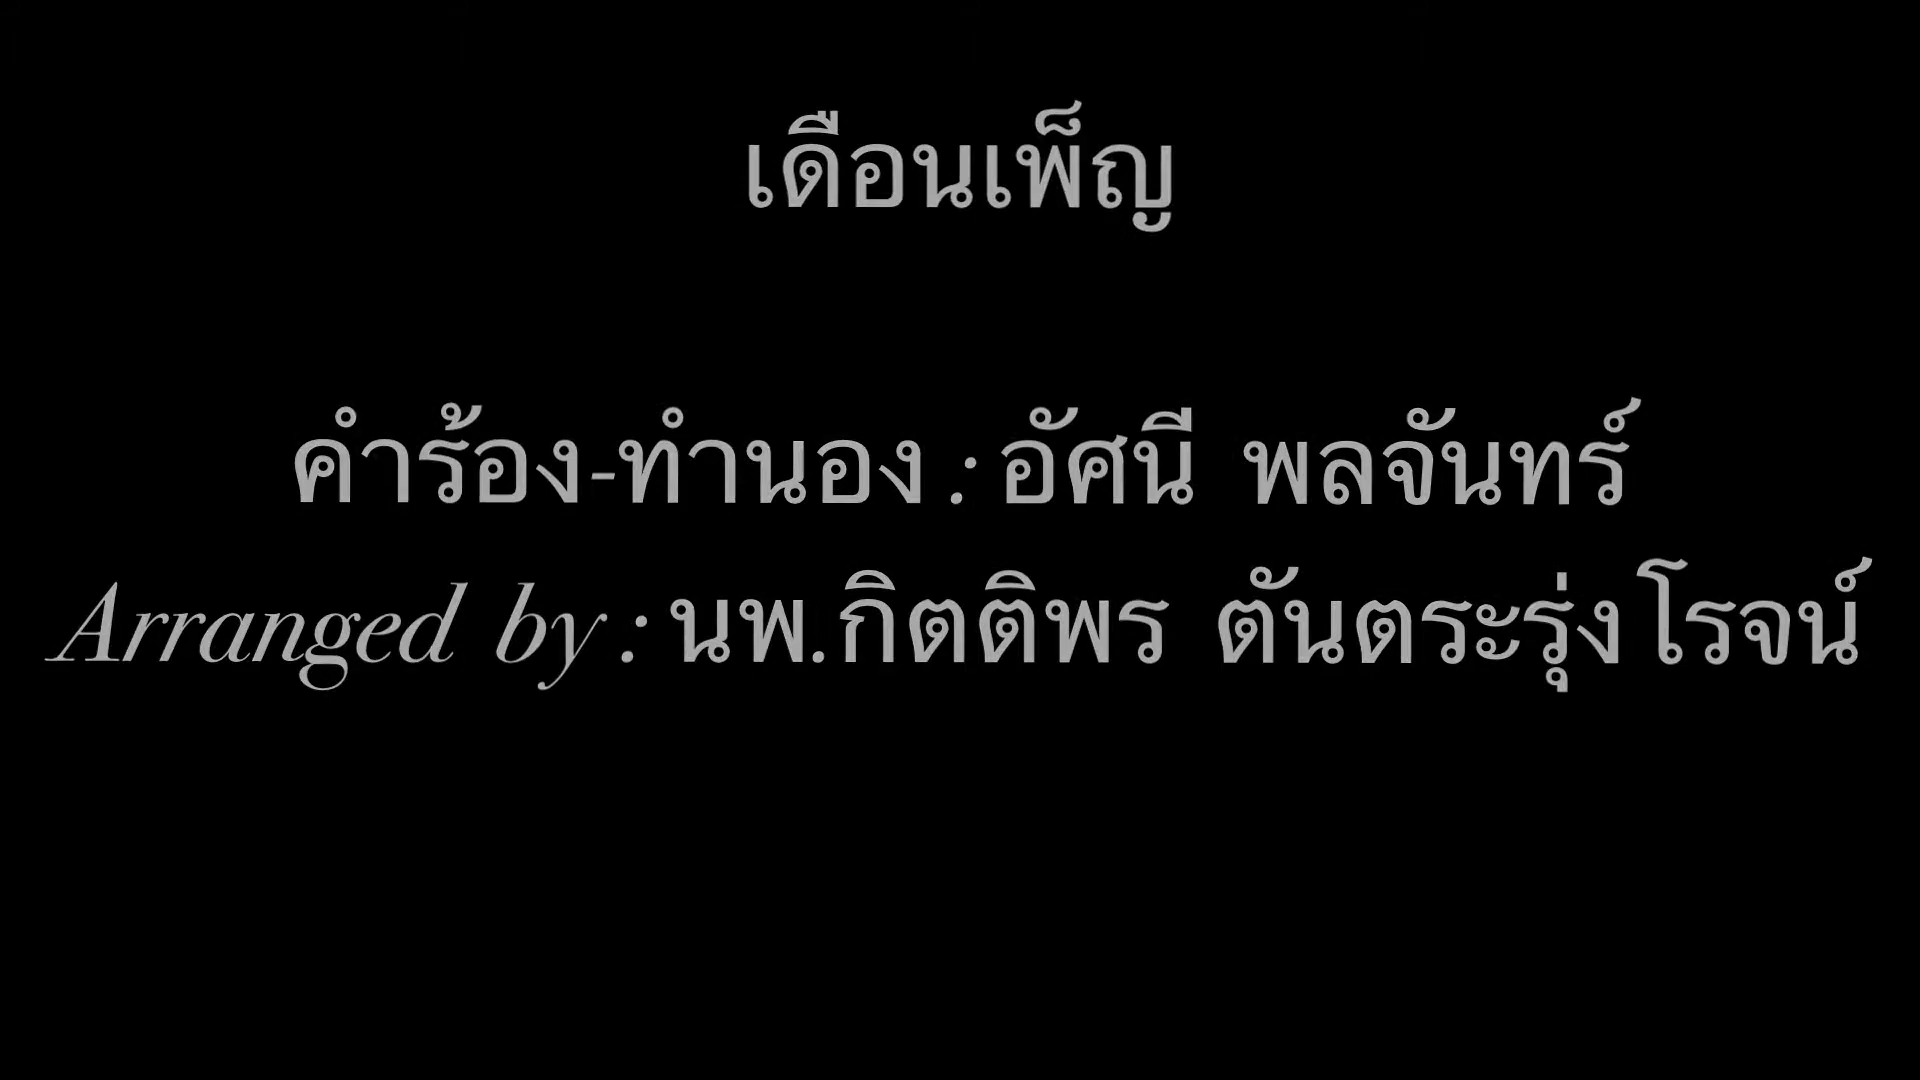 เดือนเพ็ญ
คำร้อง-ทำนอง : อัศนี พลจันทร์
Arranged by : นพ.กิตติพร ตันตระรุ่งโรจน์